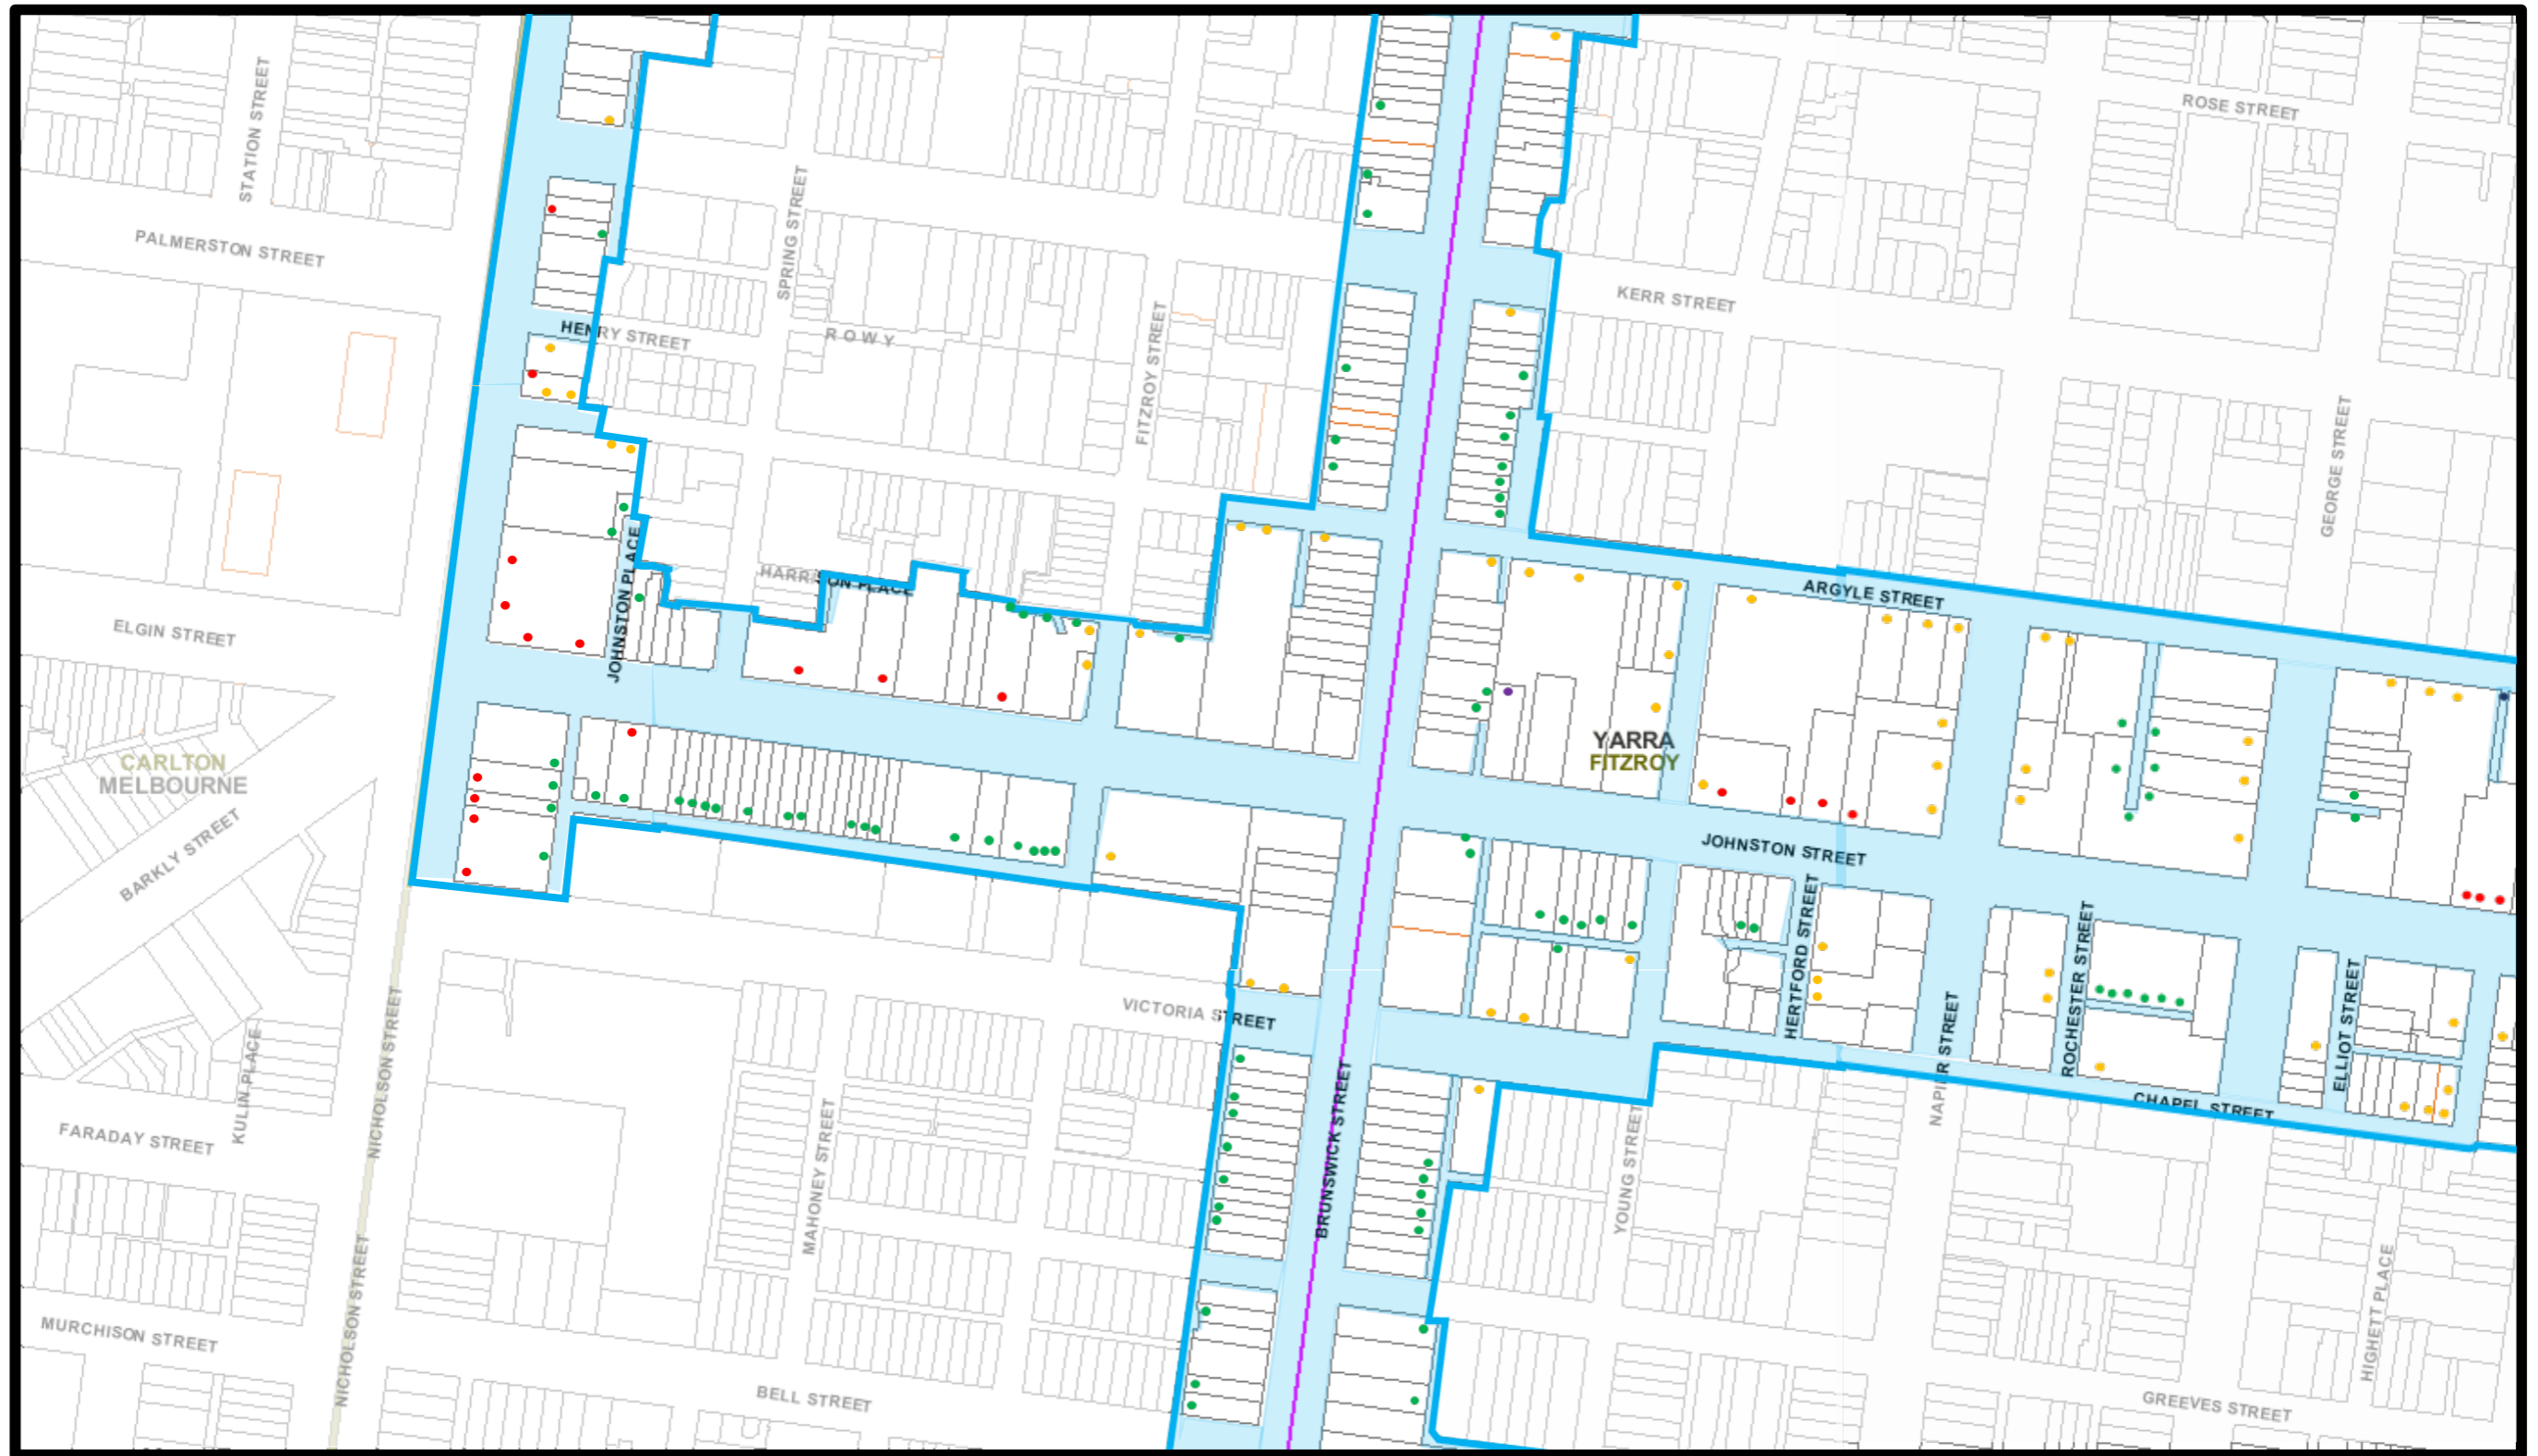 STATION STREET
ROSE STREET
PALMERSTON STREET
SPRING STREET
KERR STREET
HENRY STREET
ROWY
FITZROY STREET
GEORGE STREET
JOHNSTON PLACE
HARRISON PLACE
ARGYLE STREET
ELGIN STREET
YARRA
FITZROY
CARLTON
MELBOURNE
BARKLY STREET
JOHNSTON STREET
HERTFORD STREET
ROCHESTER STREET
ELLIOT STREET
NAPIER STREET
VICTORIA STREET
NICHOLSON STREET
KULIN PLACE
BRUNSWICK STREET
CHAPEL STREET
FARADAY STREET
MAHONEY STREET
YOUNG STREET
NICHOLSON STREET
HIGHETT PLACE
MURCHISON STREET
BELL STREET
GREEVES STREET